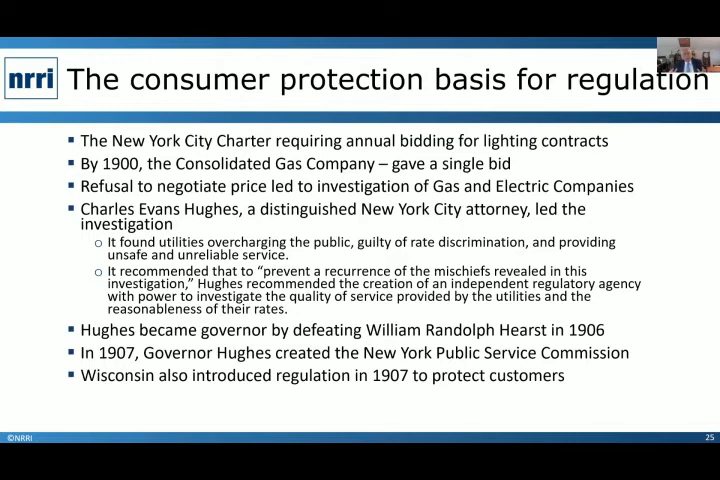 nrri
The consumer protection basis for regulation
▪ The New York City Charter requiring annual bidding for lighting contracts
▪ By 1900, the Consolidated Gas Company – gave a single bid
▪ Refusal to negotiate price led to investigation of Gas and Electric Companies
▪ Charles Evans Hughes, a distinguished New York City attorney, led the
investigation
o It found utilities overcharging the public, guilty of rate discrimination, and providing
unsafe and unreliable service.
o It recommended that to “prevent a recurrence of the mischiefs revealed in this
investigation,” Hughes recommended the creation of an independent regulatory agency
with power to investigate the quality of service provided by the utilities and the
reasonableness of their rates.
▪ Hughes became governor by defeating William Randolph Hearst in 1906
▪ In 1907, Governor Hughes created the New York Public Service Commission
▪ Wisconsin also introduced regulation in 1907 to protect customers
©NRRI
25